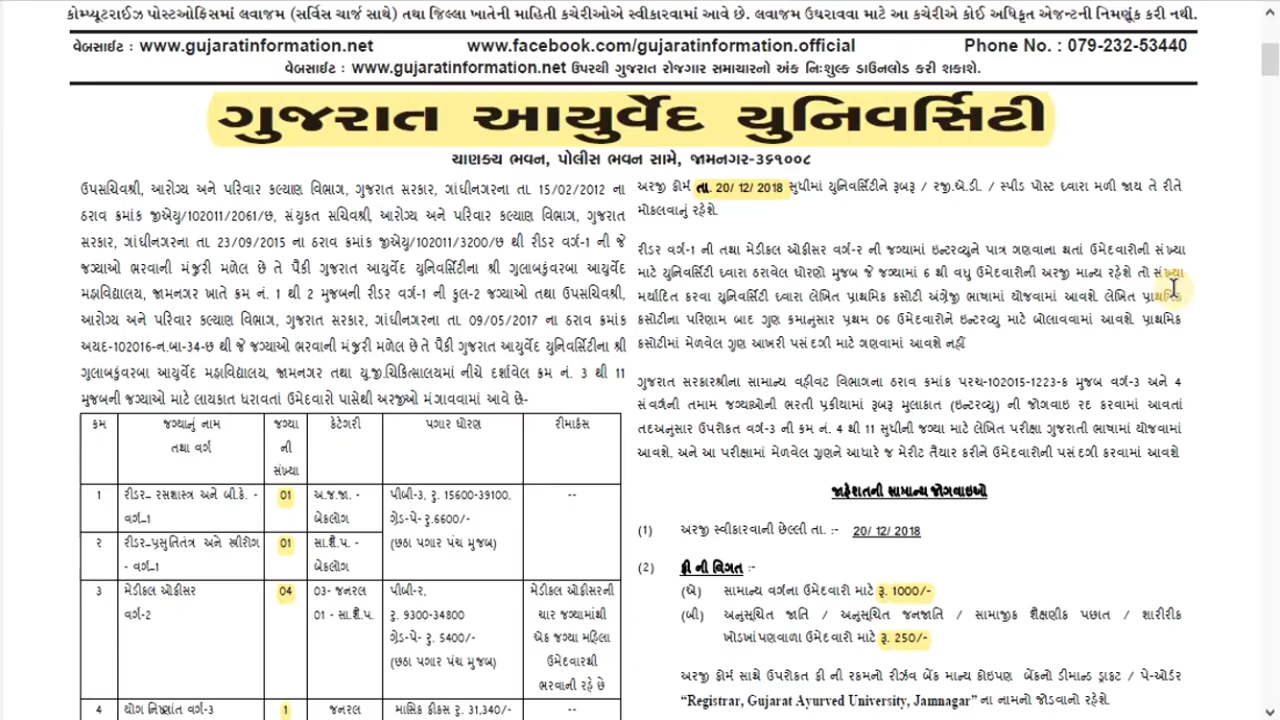 કોમ્પ્યૂટરાઈઝ પોસ્ટઓફિસમાં લવાજમ (સર્વિસ ચાર્જ સાથે) તથા જિલ્લા ખાતેની માહિતી કચેરીઓએ સ્વીકારવામાં આવે છે. લવાજમ ઉઘરાવવા માટે આ કચેરીએ કોઈ અધિકૃત એજન્ટની નિમણૂંક કરી નથી.
વેબસાઈટ : www.gujaratinformation.net www.facebook.com/gujaratinformation.official Phone No. : 079-232-53440
વેબસાઈટ : www.gujaratinformation.net ઉપરથી ગુજરાત રોજગાર સમાચારનો અંક નિઃશુલ્ક ડાઉનલોડ કરી શકાશે.
ગુજરાત આયુર્વેદ યુનિવર્સિટી
ચાણક્ય ભવન, પોલીસ ભવન સામે, જામનગર-૩૬૧૦૦૮
ઉપસચિવશ્રી, આરોગ્ય અને પરિવાર કલ્યાણ વિભાગ, ગુજરાત સરકાર, ગાંધીનગરના તા. 15/02/2012 ના
ઠરાવ ક્રમાંક જીએયુ/102011/2061/છ, સંયુકત સચિવશ્રી, આરોગ્ય અને પરિવાર કલ્યાણ વિભાગ, ગુજરાત
સરકાર, ગાંધીનગરના તા. 23/09/2015 ના ઠરાવ ક્રમાંક જીએયુ/102011/3200/છ થી રીડર વર્ગ-1 ની જે
જગ્યાઓ ભરવાની મંજુરી મળેલ છે તે પૈકી ગુજરાત આયુર્વેદ યુનિવર્સિટીના શ્રી ગુલાબકુંવરબા આયુર્વેદ
મહાવિદ્યાલય, જામનગર ખાતે ક્રમ નં. 1 થી 2 મુજબની રીડર વર્ગ-1 ની કુલ-2 જગ્યાઓ તથા ઉપસચિવશ્રી,
આરોગ્ય અને પરિવાર કલ્યાણ વિભાગ, ગુજરાત સરકાર, ગાંધીનગરના તા. 09/05/2017 ના ઠરાવ ક્રમાંક
અયદ-102016-ન.બા-34-છ થી જે જગ્યાઓ ભરવાની મંજુરી મળેલ છે તે પૈકી ગુજરાત આયુર્વેદ યુનિવર્સિટીના શ્રી
ગુલાબકુંવરબા આયુર્વેદ મહાવિદ્યાલય, જામનગર તથા યુ.જી.ચિકિત્સાલયમાં નીચે દર્શાવેલ ક્રમ નં. 3 થી 11
મુજબની જગ્યાઓ માટે લાયકાત ધરાવતાં ઉમેદવારો પાસેથી અરજીઓ મંગાવવામાં આવે છે-
કમ જગ્યાનું નામ જગ્યા કેટેગરી પગાર ધોરણ રીમાર્કસ
તથા વર્ગ ની
સંખ્યા
1 રીડર– રસશાસ્ત્ર અને બી.કે. - 01 અ.જ.જા. - પીબી-3, રુ. 15600-39100, --
વર્ગ–1 બેકલોગ ગ્રેડ-પે- રુ.6600/-
૨ રીડર–પ્રસુતિતંત્ર અને સ્ત્રીરોગ 01 સા.શૈ.પ. - (છઠા પગાર પંચ મુજબ) --
- વર્ગ–1 બેકલોગ
3 મેડીકલ ઓફીસર 04 03- જનરલ પીબી-2, મેડીકલ ઓફીસરની
વર્ગ-2 01 - સા.શૈ.પ. રુ. 9300-34800 ચાર જગ્યામાંથી
ગ્રેડ-પે- રુ. 5400/- એક જગ્યા મહિલા
(છઠા પગાર પંચ મુજબ) ઉમેદવારથી
ભરવાની રહે છે
4 યોગ નિષ્ણાંત વર્ગ-3 1 જનરલ માસિક ફીકસ રુ. 31,340/- --
અરજી ફોર્મ તા. 20/ 12/ 2018 સુધીમાં યુનિવર્સિટીને રૂબરૂ / રજી.એ.ડી. / સ્પીડ પોસ્ટ દ્વારા મળી જાય તે રીતે
મોકલવાનું રહેશે.
રીડર વર્ગ-1 ની તથા મેડીકલ ઓફીસર વર્ગ-ર ની જગ્યામાં ઇન્ટરવ્યુને પાત્ર ગણવાના થતાં ઉમેદવારોની સંખ્યા
માટે યુનિવર્સિટી દ્વારા ઠરાવેલ ધોરણો મુજબ જે જગ્યામાં 6 થી વધુ ઉમેદવારોની અરજી માન્ય રહેશે તો સંખ્યા
મર્યાદિત કરવા યુનિવર્સિટી દ્વારા લેખિત પ્રાથમિક કસોટી અંગ્રેજી ભાષામાં યોજવામાં આવશે. લેખિત પ્રાથમિક
કસોટીના પરિણામ બાદ ગુણ ક્રમાનુસાર પ્રથમ 06 ઉમેદવારોને ઇન્ટરવ્યુ માટે બોલાવવામાં આવશે. પ્રાથમિક
કસોટીમાં મેળવેલ ગુણ આખરી પસંદગી માટે ગણવામાં આવશે નહીં
ગુજરાત સરકારશ્રીના સામાન્ય વહીવટ વિભાગના ઠરાવ ક્રમાંક પરચ-102015-1223-ક મુજબ વર્ગ-3 અને 4
સંવર્ગની તમામ જગ્યાઓની ભરતી પ્રક્રીયામાં રૂબરૂ મુલાકાત (ઇન્ટરવ્યુ) ની જોગવાઇ રદ કરવામાં આવતાં
તદઅનુસાર ઉપરોકત વર્ગ-3 ની ક્રમ નં. 4 થી 11 સુધીની જગ્યા માટે લેખિત પરીક્ષા ગુજરાતી ભાષામાં યોજવામાં
આવશે. અને આ પરીક્ષામાં મેળવેલ ગુણને આધારે જ મેરીટ તૈયાર કરીને ઉમેદવારોની પસંદગી કરવામાં આવશે
જાહેરાતની સામાન્ય જોગવાઇઓ
(1) અરજી સ્વીકારવાની છેલ્લી તા. :- 20/ 12/ 2018
(2) ફી ની વિગત :-
(એ) સામાન્ય વર્ગના ઉમેદવારો માટે રૂ. 1000/-
(બી) અનુસૂચિત જાતિ / અનુસૂચિત જનજાતિ / સામાજીક શૈક્ષણીક પછાત / શારીરીક
ખોડખાંપણવાળા ઉમેદવારો માટે રૂ. 250/-
અરજી ફોર્મ સાથે ઉપરોકત ફી ની રકમનો રીઝર્વ બેંક માન્ય કોઇપણ બેંકનો ડીમાન્ડ ડ્રાફટ / પે-ઓર્ડર
“Registrar, Gujarat Ayurved University, Jamnagar” ના નામનો જોડવાનો રહેશે.